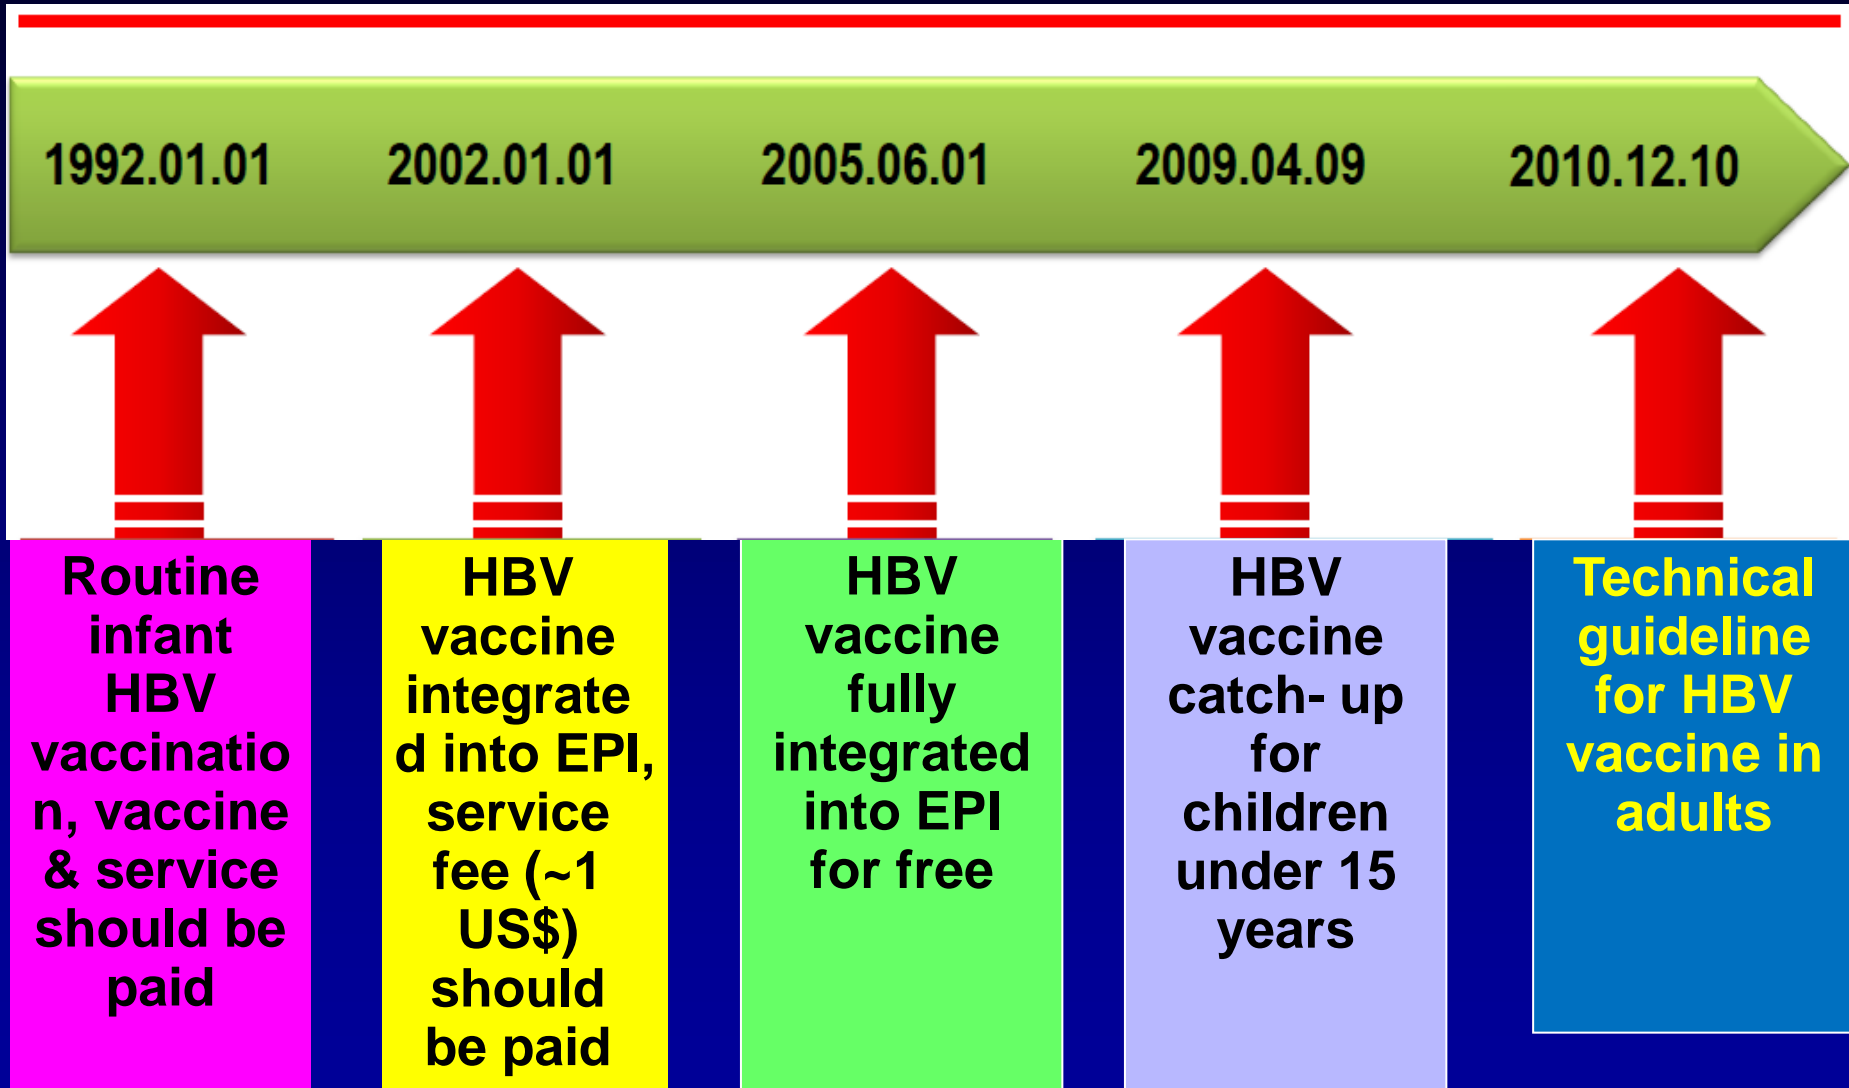 1992.01.01
2002.01.01
2005.06.01
2009.04.09
2010.12.10
Routine
infant
HBV
vaccinatio
n, vaccine
& service
should be
paid
HBV
vaccine
integrate
d into EPI,
service
fee (~1
US$)
should
be paid
HBV
vaccine
fully
integrated
into EPI
for free
HBV
vaccine
catch- up
for
children
under 15
years
Technical
guideline
for HBV
vaccine in
adults